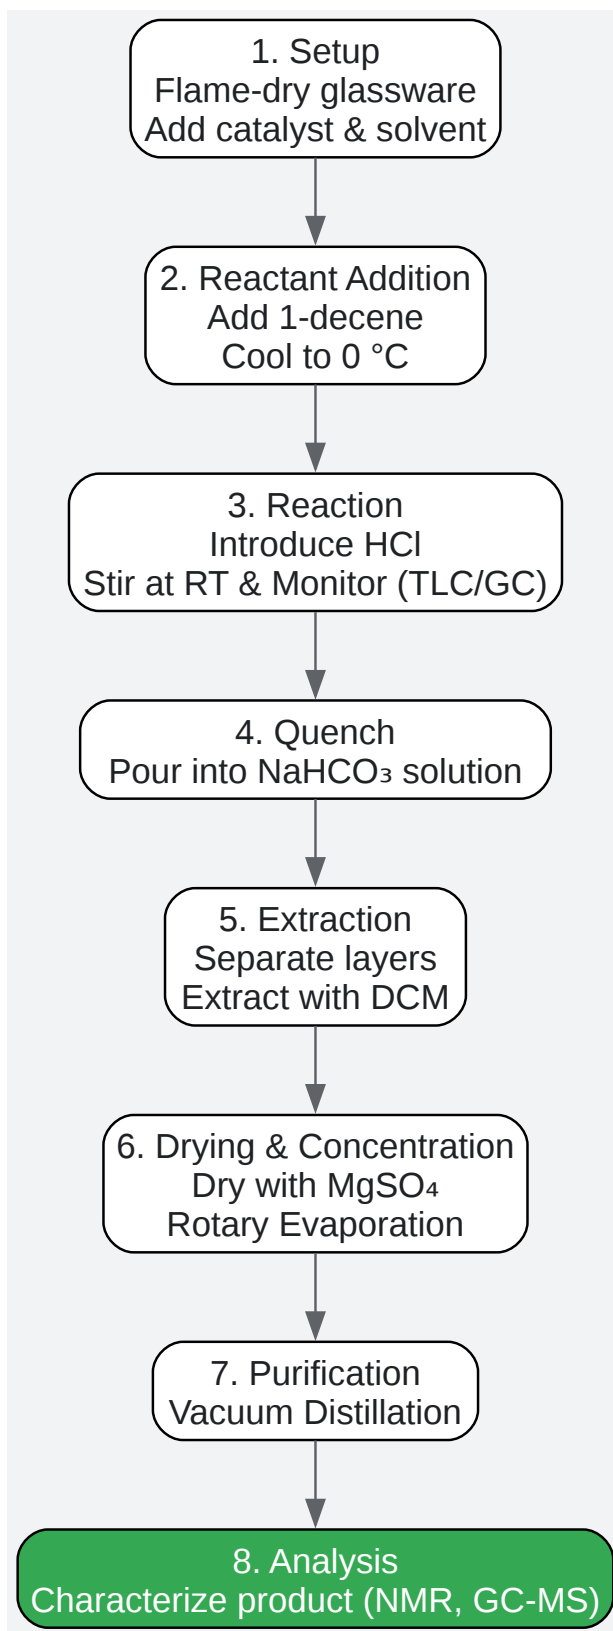 1. Setup
Flame-dry glassware
Add catalyst & solvent
2. Reactant Addition
Add 1-decene
Cool to 0 °C
3. Reaction
Introduce HCl
Stir at RT & Monitor (TLC/GC)
4. Quench
Pour into NaHCO₃ solution
5. Extraction
Separate layers
Extract with DCM
6. Drying & Concentration
Dry with MgSO₄
Rotary Evaporation
7. Purification
Vacuum Distillation
8. Analysis
Characterize product (NMR, GC-MS)